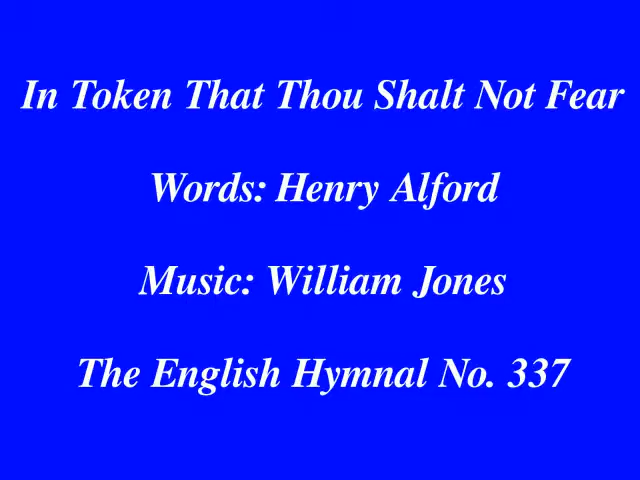 In Token That Thou Shalt Not Fear
Words: Henry Alford
Music: William Jones
The English Hymnal No. 337